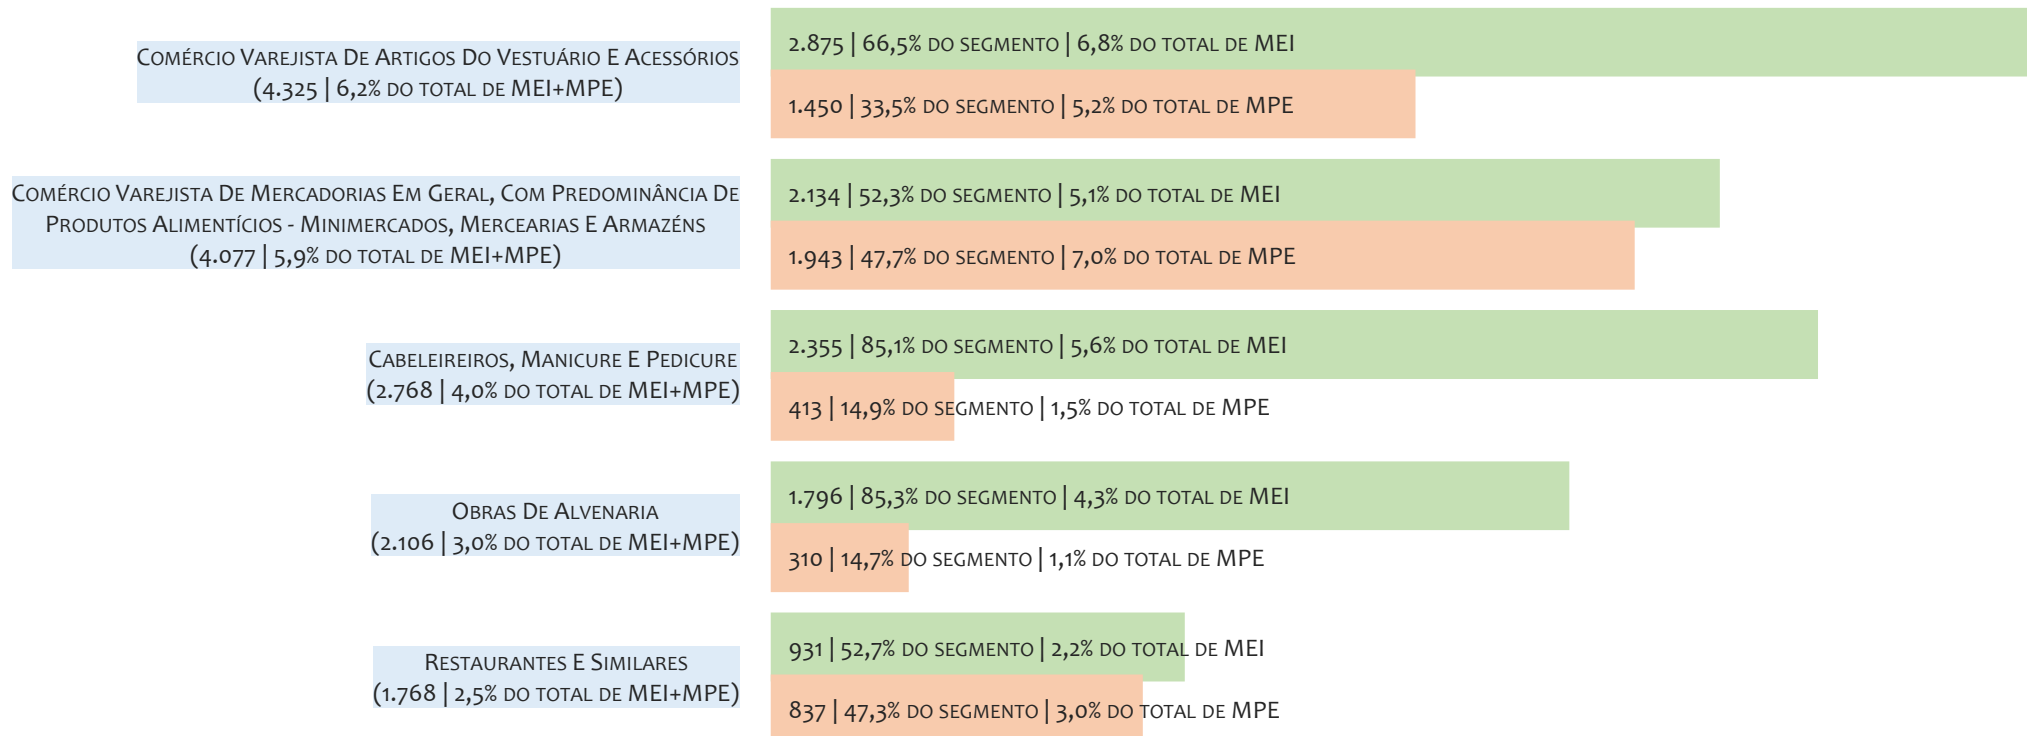 Comércio Varejista De Artigos Do Vestuário E Acessórios
(4.325 | 6,2% do total de MEI+MPE)
2.875 | 66,5% do segmento | 6,8% do total de MEI
1.450 | 33,5% do segmento | 5,2% do total de MPE
Comércio Varejista De Mercadorias Em Geral, Com Predominância De
Produtos Alimentícios - Minimercados, Mercearias E Armazéns
(4.077 | 5,9% do total de MEI+MPE)
2.134 | 52,3% do segmento | 5,1% do total de MEI
1.943 | 47,7% do segmento | 7,0% do total de MPE
Cabeleireiros, Manicure E Pedicure
(2.768 | 4,0% do total de MEI+MPE)
2.355 | 85,1% do segmento | 5,6% do total de MEI
413 | 14,9% do segmento | 1,5% do total de MPE
Obras De Alvenaria
(2.106 | 3,0% do total de MEI+MPE)
1.796 | 85,3% do segmento | 4,3% do total de MEI
310 | 14,7% do segmento | 1,1% do total de MPE
Restaurantes E Similares
(1.768 | 2,5% do total de MEI+MPE)
931 | 52,7% do segmento | 2,2% do total de MEI
837 | 47,3% do segmento | 3,0% do total de MPE